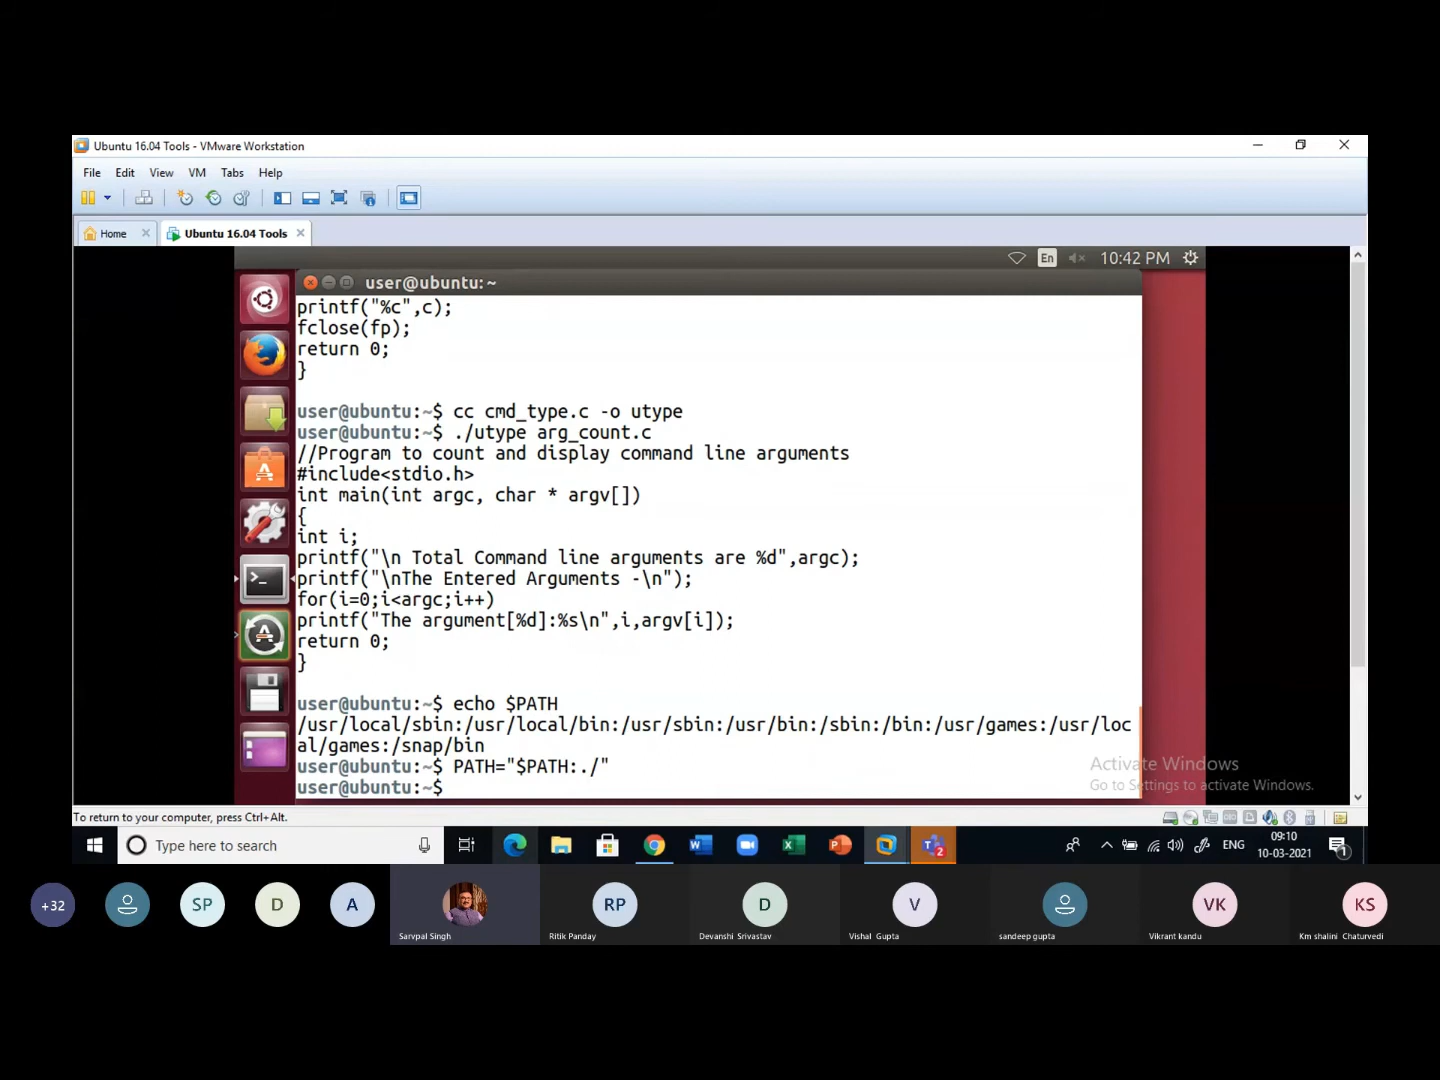 Ubuntu 16.04 Tools - VMware Workstation
File Edit View VM Tabs Help
Home
Ubuntu 16.04 Tools
En 10:42 PM
user@ubuntu: ~
printf("%c",c);
fclose(fp);
return 0;
}
user@ubuntu:~$ cc cmd_type.c -o utype
user@ubuntu:~$ ./utype arg_count.c
//Program to count and display command line arguments
#include<stdio.h>
int main(int argc, char * argv[])
{
int i;
printf("\n Total Command line arguments are %d",argc);
printf("\nThe Entered Arguments -\n");
for(i=0;i<argc;i++)
printf("The argument[%d]:%s\n",i,argv[i]);
return 0;
}
user@ubuntu:~$ echo $PATH
/usr/local/sbin:/usr/local/bin:/usr/sbin:/usr/bin:/sbin:/bin:/usr/games:/usr/loc
al/games:/snap/bin
user@ubuntu:~$ PATH="$PATH:./"
user@ubuntu:~$
Activate Windows
Go to Settings to activate Windows.
To return to your computer, press Ctrl+Alt.
Type here to search
ENG
09:10
10-03-2021
+32
SP
D
A
Sarvpal Singh
RP
Ritik Panday
D
Devanshi Srivastav
V
Vishal Gupta
sandeep gupta
VK
Vikrant kandu
KS
Km shalini Chaturvedi